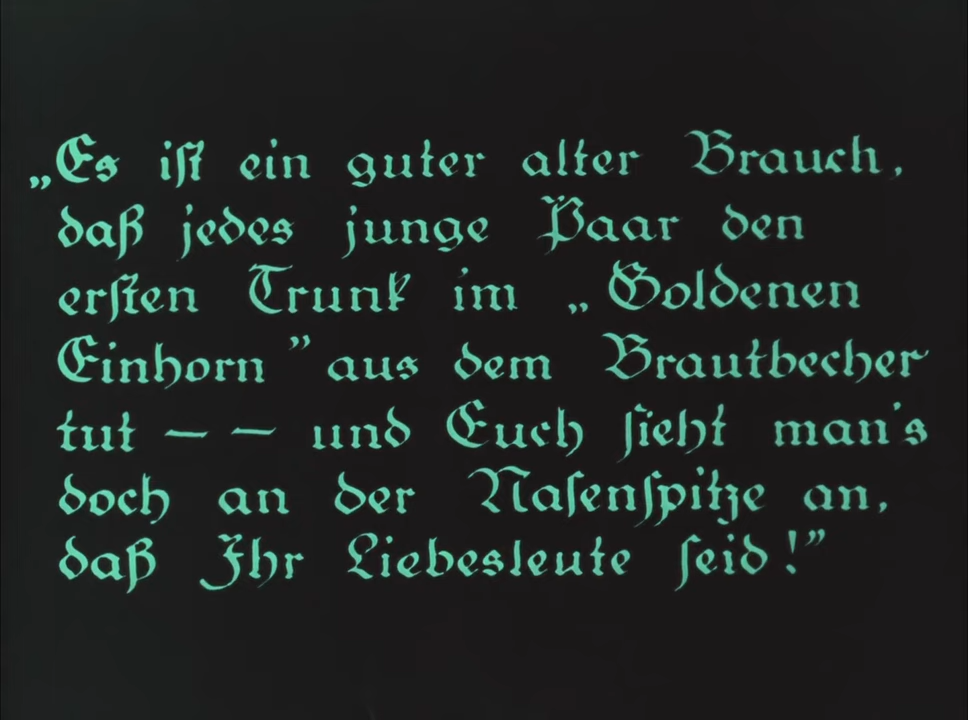 „Es iſt ein guter alter Brauch,
daß jedes junge Paar den
erſten Trunk im „Goldenen
Einhorn” aus dem Brautbecher
tut — — und Euch ſieht man's
doch an der Naſenſpitze an,
daß Ihr Liebesleute ſeid!”